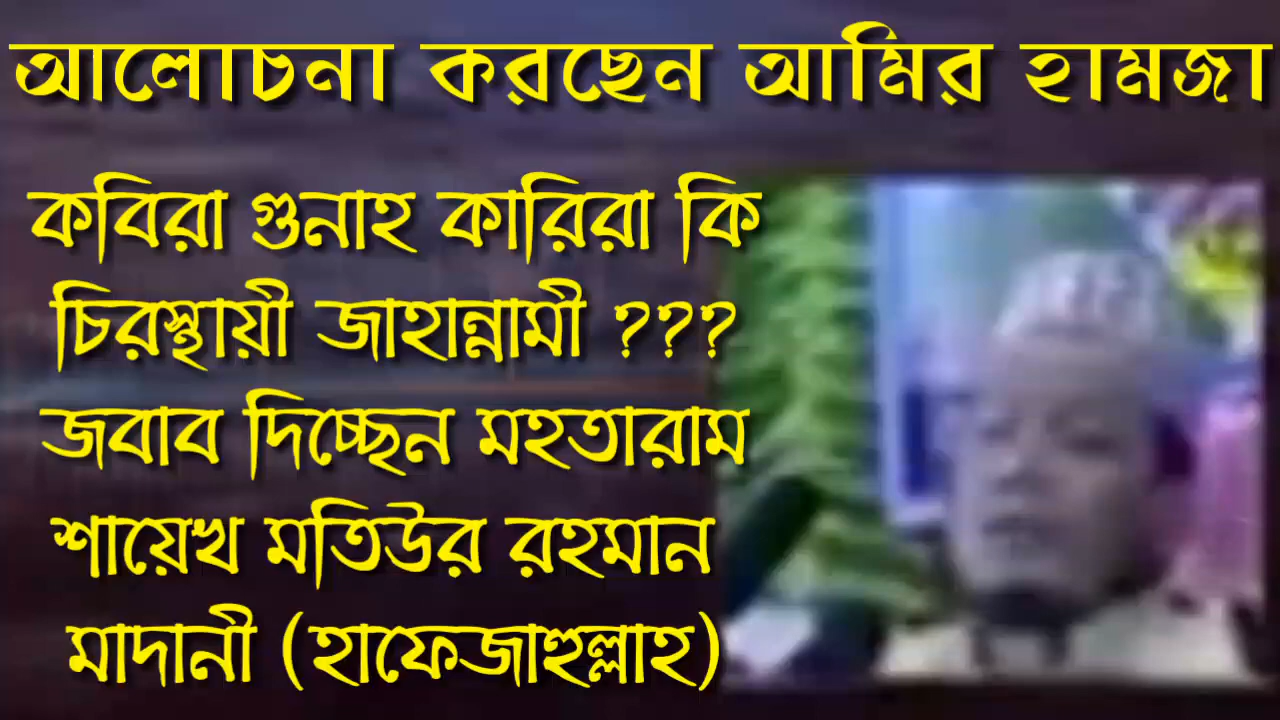 আলোচনা করছেন আমির হামজা
কবিরা গুনাহ কারিরা কি
চিরস্থায়ী জাহান্নামী ???
জবাব দিচ্ছেন মহতারাম
শায়েখ মতিউর রহমান
মাদানী (হাফেজাহুল্লাহ)